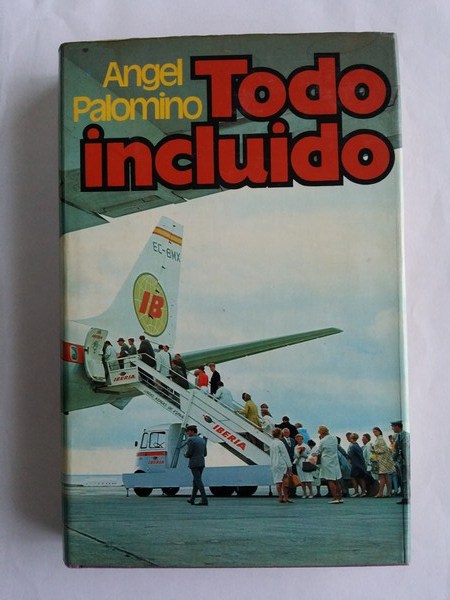 Angel Todo
Palomino
incluido
EC-BMX
IB
IBERIA
IBERIA